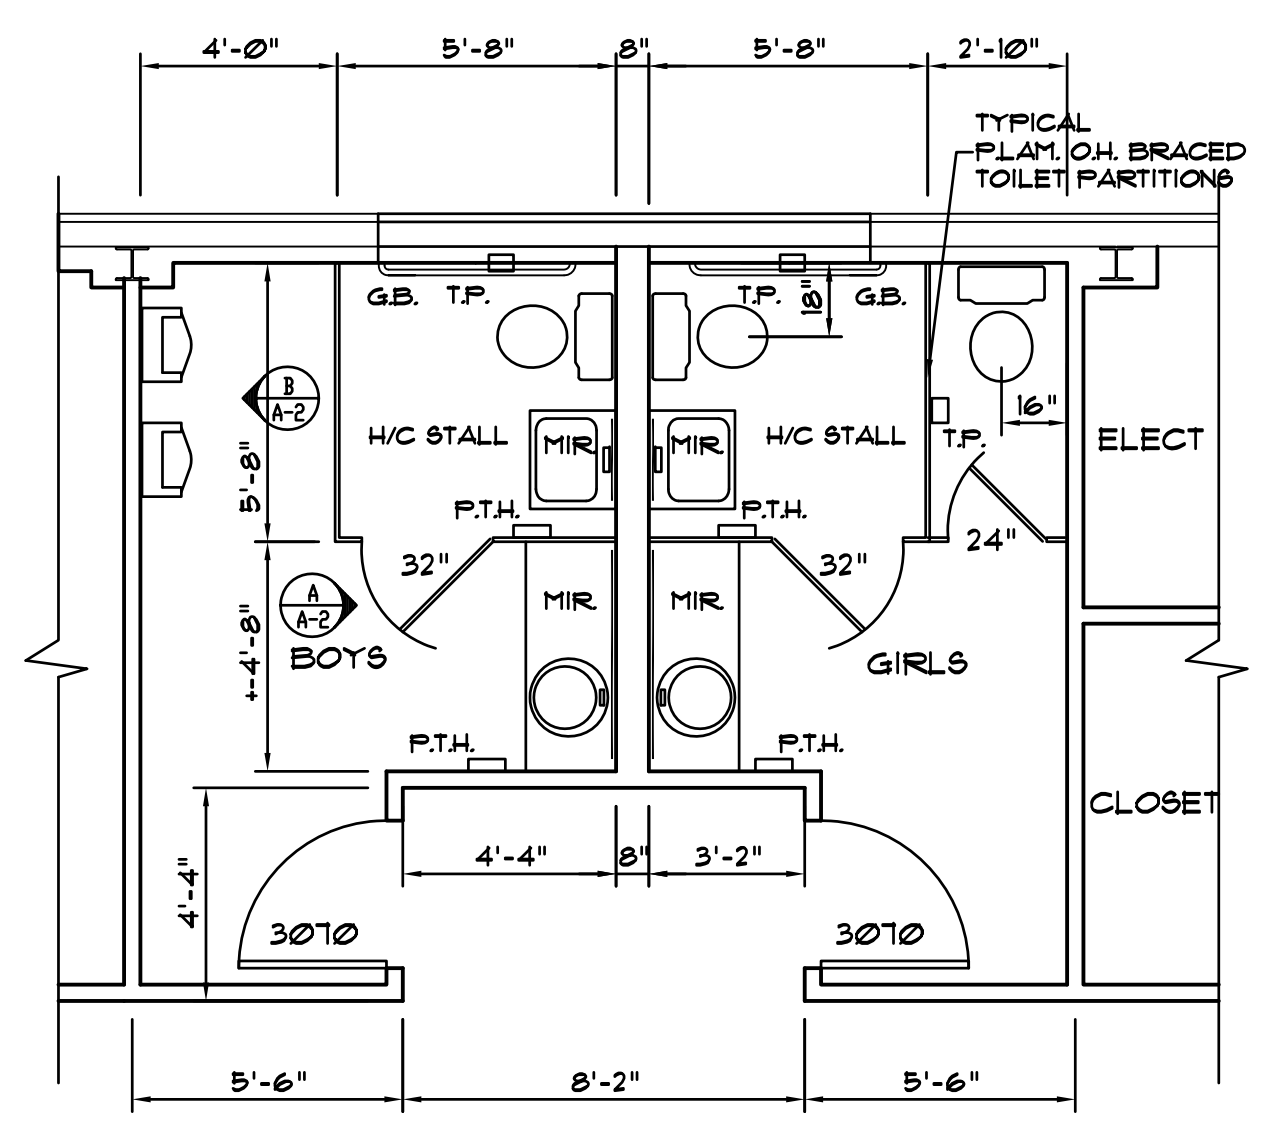 4'-0" 5'-8" 8" 5'-8" 2'-10"
TYPICAL
P.LAM. O.H. BRACED
TOILET PARTITIONS
G.B. T.P. T.P. 18" G.B.
B
A-2
16"
H/C STALL MIR. MIR. H/C STALL T.P. ELECT
5'-8"
P.T.H. P.T.H.
32" 32" 24"
A
A-2
MIR. MIR.
+-4'-8"
BOYS GIRLS
P.T.H. P.T.H.
CLOSET
4'-4" 8" 3'-2"
4'-4"
3070 3070
5'-6" 8'-2" 5'-6"